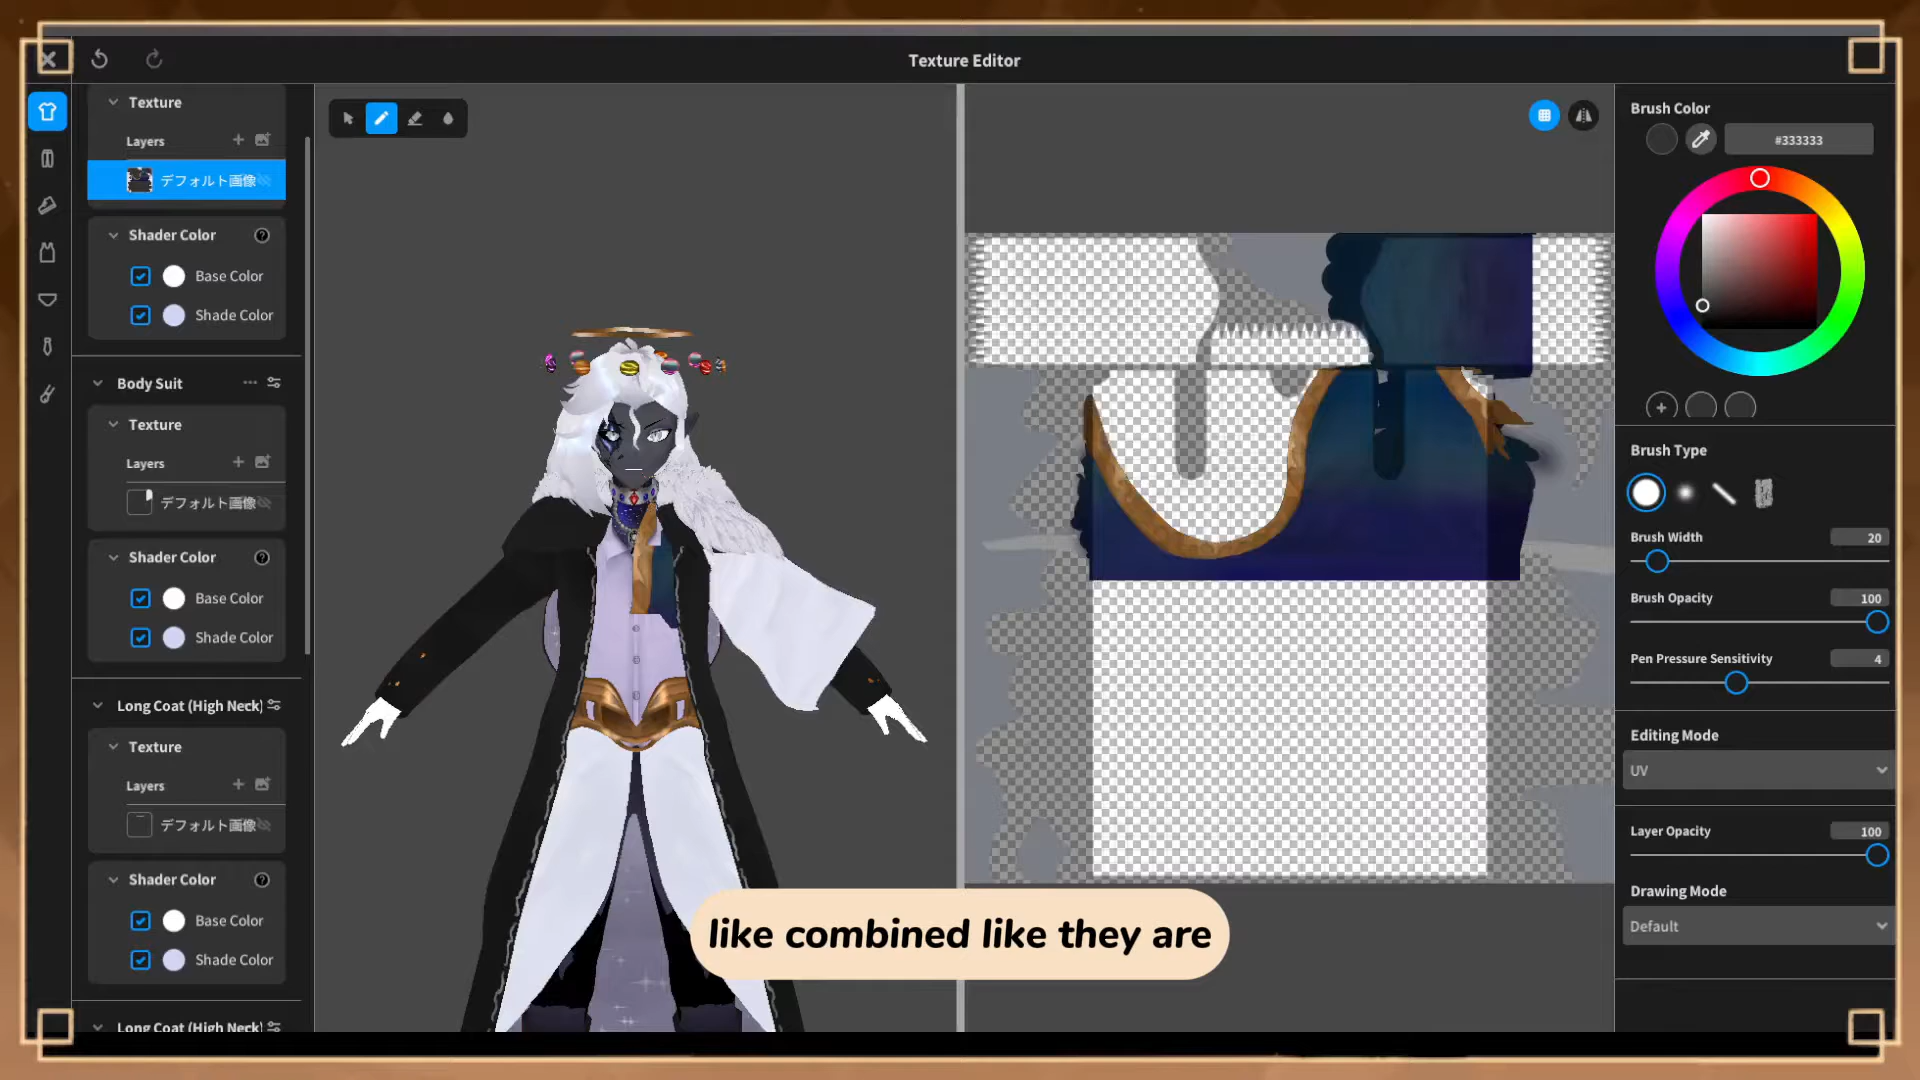 Texture Editor
Texture
Layers
デフォルト画像
Shader Color
Base Color
Shade Color
Body Suit
Texture
Layers
デフォルト画像
Shader Color
Base Color
Shade Color
Long Coat (High Neck)
Texture
Layers
デフォルト画像
Shader Color
Base Color
Shade Color
Long Coat (High Neck)
like combined like they are
Brush Color
#333333
Brush Type
Brush Width
20
Brush Opacity
100
Pen Pressure Sensitivity
4
Editing Mode
UV
Layer Opacity
100
Drawing Mode
Default